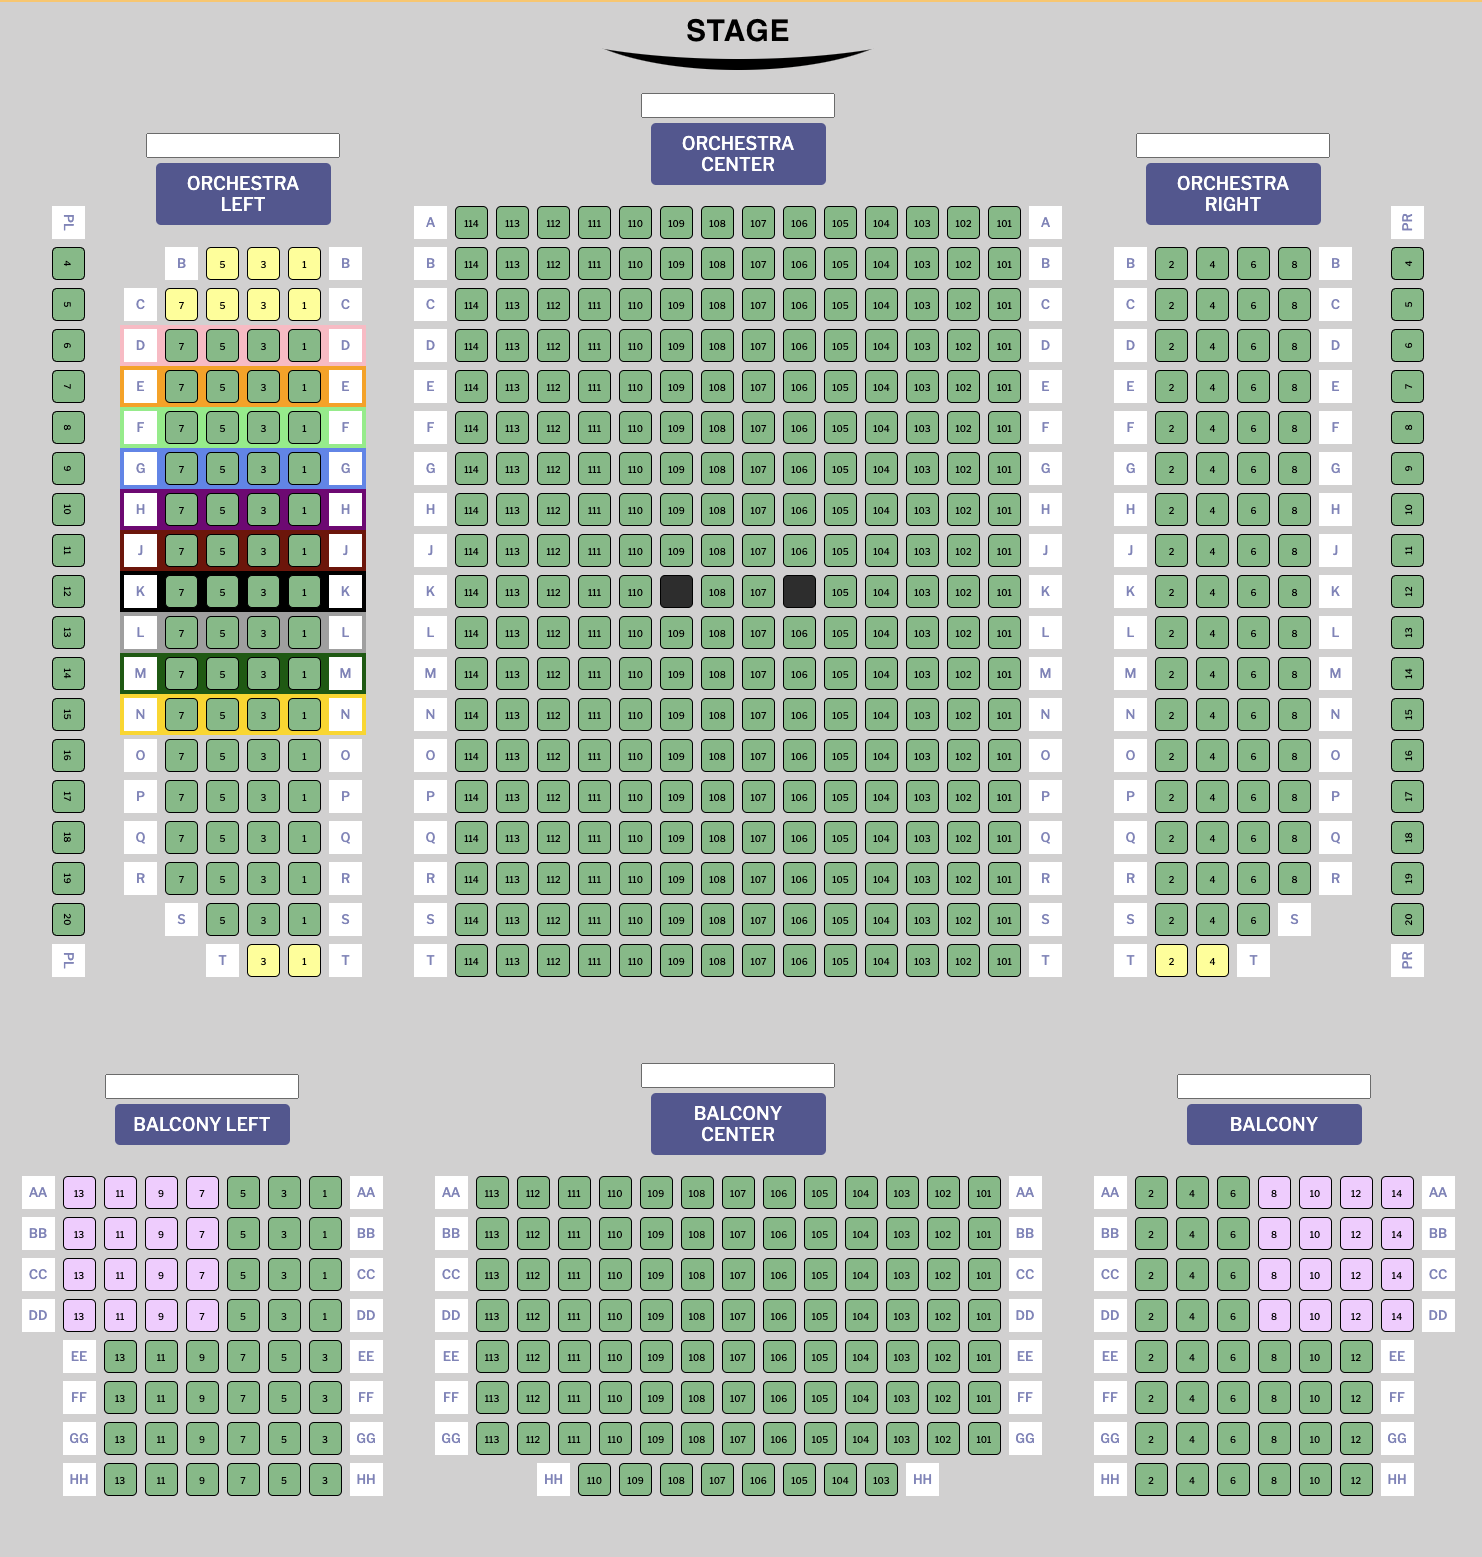 STAGE
ORCHESTRA
CENTER
ORCHESTRA
LEFT
ORCHESTRA
RIGHT
PL A 114 113 112 111 110 109 108 107 106 105 104 103 102 101 A PR
4 B 5 3 1 B B 114 113 112 111 110 109 108 107 106 105 104 103 102 101 B B 2 4 6 8 B 4
5 C 7 5 3 1 C C 114 113 112 111 110 109 108 107 106 105 104 103 102 101 C C 2 4 6 8 C 5
6 D 7 5 3 1 D D 114 113 112 111 110 109 108 107 106 105 104 103 102 101 D D 2 4 6 8 D 6
7 E 7 5 3 1 E E 114 113 112 111 110 109 108 107 106 105 104 103 102 101 E E 2 4 6 8 E 7
8 F 7 5 3 1 F F 114 113 112 111 110 109 108 107 106 105 104 103 102 101 F F 2 4 6 8 F 8
9 G 7 5 3 1 G G 114 113 112 111 110 109 108 107 106 105 104 103 102 101 G G 2 4 6 8 G 9
10 H 7 5 3 1 H H 114 113 112 111 110 109 108 107 106 105 104 103 102 101 H H 2 4 6 8 H 10
11 J 7 5 3 1 J J 114 113 112 111 110 109 108 107 106 105 104 103 102 101 J J 2 4 6 8 J 11
12 K 7 5 3 1 K K 114 113 112 111 110 108 107 105 104 103 102 101 K K 2 4 6 8 K 12
13 L 7 5 3 1 L L 114 113 112 111 110 109 108 107 106 105 104 103 102 101 L L 2 4 6 8 L 13
14 M 7 5 3 1 M M 114 113 112 111 110 109 108 107 106 105 104 103 102 101 M M 2 4 6 8 M 14
15 N 7 5 3 1 N N 114 113 112 111 110 109 108 107 106 105 104 103 102 101 N N 2 4 6 8 N 15
16 O 7 5 3 1 O O 114 113 112 111 110 109 108 107 106 105 104 103 102 101 O O 2 4 6 8 O 16
17 P 7 5 3 1 P P 114 113 112 111 110 109 108 107 106 105 104 103 102 101 P P 2 4 6 8 P 17
18 Q 7 5 3 1 Q Q 114 113 112 111 110 109 108 107 106 105 104 103 102 101 Q Q 2 4 6 8 Q 18
19 R 7 5 3 1 R R 114 113 112 111 110 109 108 107 106 105 104 103 102 101 R R 2 4 6 8 R 19
20 S 5 3 1 S S 114 113 112 111 110 109 108 107 106 105 104 103 102 101 S S 2 4 6 S 20
PL T 3 1 T T 114 113 112 111 110 109 108 107 106 105 104 103 102 101 T T 2 4 T PR
BALCONY LEFT
BALCONY
CENTER
BALCONY
AA 13 11 9 7 5 3 1 AA AA 113 112 111 110 109 108 107 106 105 104 103 102 101 AA AA 2 4 6 8 10 12 14 AA
BB 13 11 9 7 5 3 1 BB BB 113 112 111 110 109 108 107 106 105 104 103 102 101 BB BB 2 4 6 8 10 12 14 BB
CC 13 11 9 7 5 3 1 CC CC 113 112 111 110 109 108 107 106 105 104 103 102 101 CC CC 2 4 6 8 10 12 14 CC
DD 13 11 9 7 5 3 1 DD DD 113 112 111 110 109 108 107 106 105 104 103 102 101 DD DD 2 4 6 8 10 12 14 DD
EE 13 11 9 7 5 3 EE EE 113 112 111 110 109 108 107 106 105 104 103 102 101 EE EE 2 4 6 8 10 12 EE
FF 13 11 9 7 5 3 FF FF 113 112 111 110 109 108 107 106 105 104 103 102 101 FF FF 2 4 6 8 10 12 FF
GG 13 11 9 7 5 3 GG GG 113 112 111 110 109 108 107 106 105 104 103 102 101 GG GG 2 4 6 8 10 12 GG
HH 13 11 9 7 5 3 HH HH 110 109 108 107 106 105 104 103 HH HH 2 4 6 8 10 12 HH